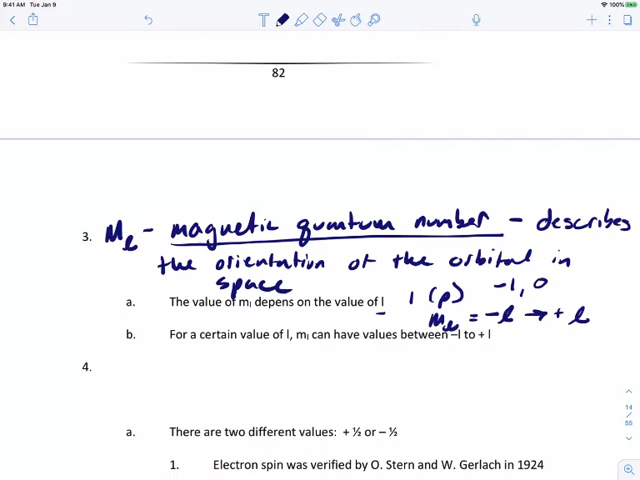 9:41 AM Tue Jan 9
100%
82
3. Ml - magnetic quantum number - describes
the orientation of the orbital in
space
a. The value of ml depens on the value of l
1 (p) -1, 0
ml = -l → + l
b. For a certain value of l, ml can have values between –l to + l
4.
a. There are two different values: + ½ or – ½
1. Electron spin was verified by O. Stern and W. Gerlach in 1924
14
55